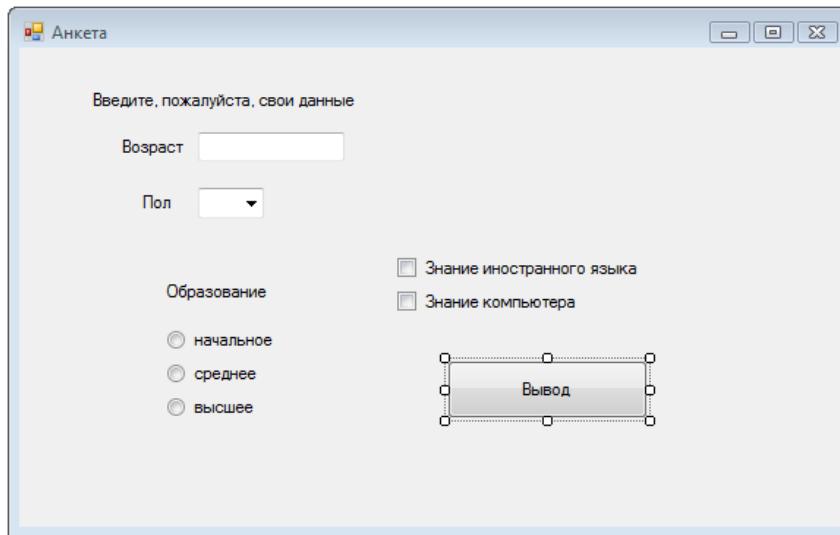 Анкета
Введите, пожалуйста, свои данные
Возраст
Пол
Знание иностранного языка
Образование
Знание компьютера
начальное
среднее
высшее
Вывод